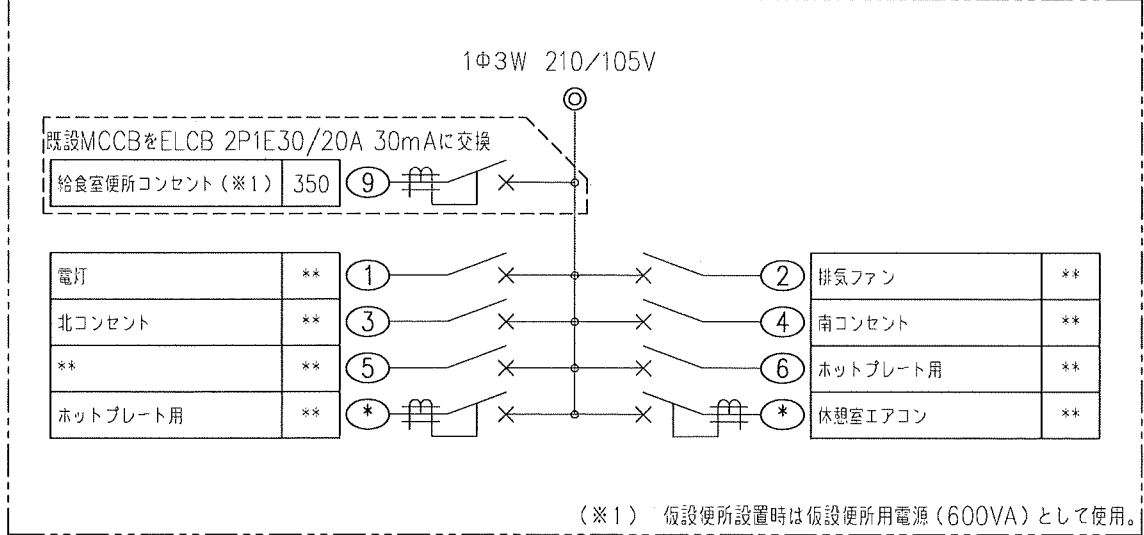 1Φ3W 210/105V
既設MCCBをELCB 2P1E30/20A 30mAに交換
給食室便所コンセント(※1) 350 9
電灯 ** 1 2 排気ファン **
北コンセント ** 3 4 南コンセント **
** ** 5 6 ホットプレート用 **
ホットプレート用 ** * * 休憩室エアコン **
(※1) 仮設便所設置時は仮設便所用電源(600VA)として使用。